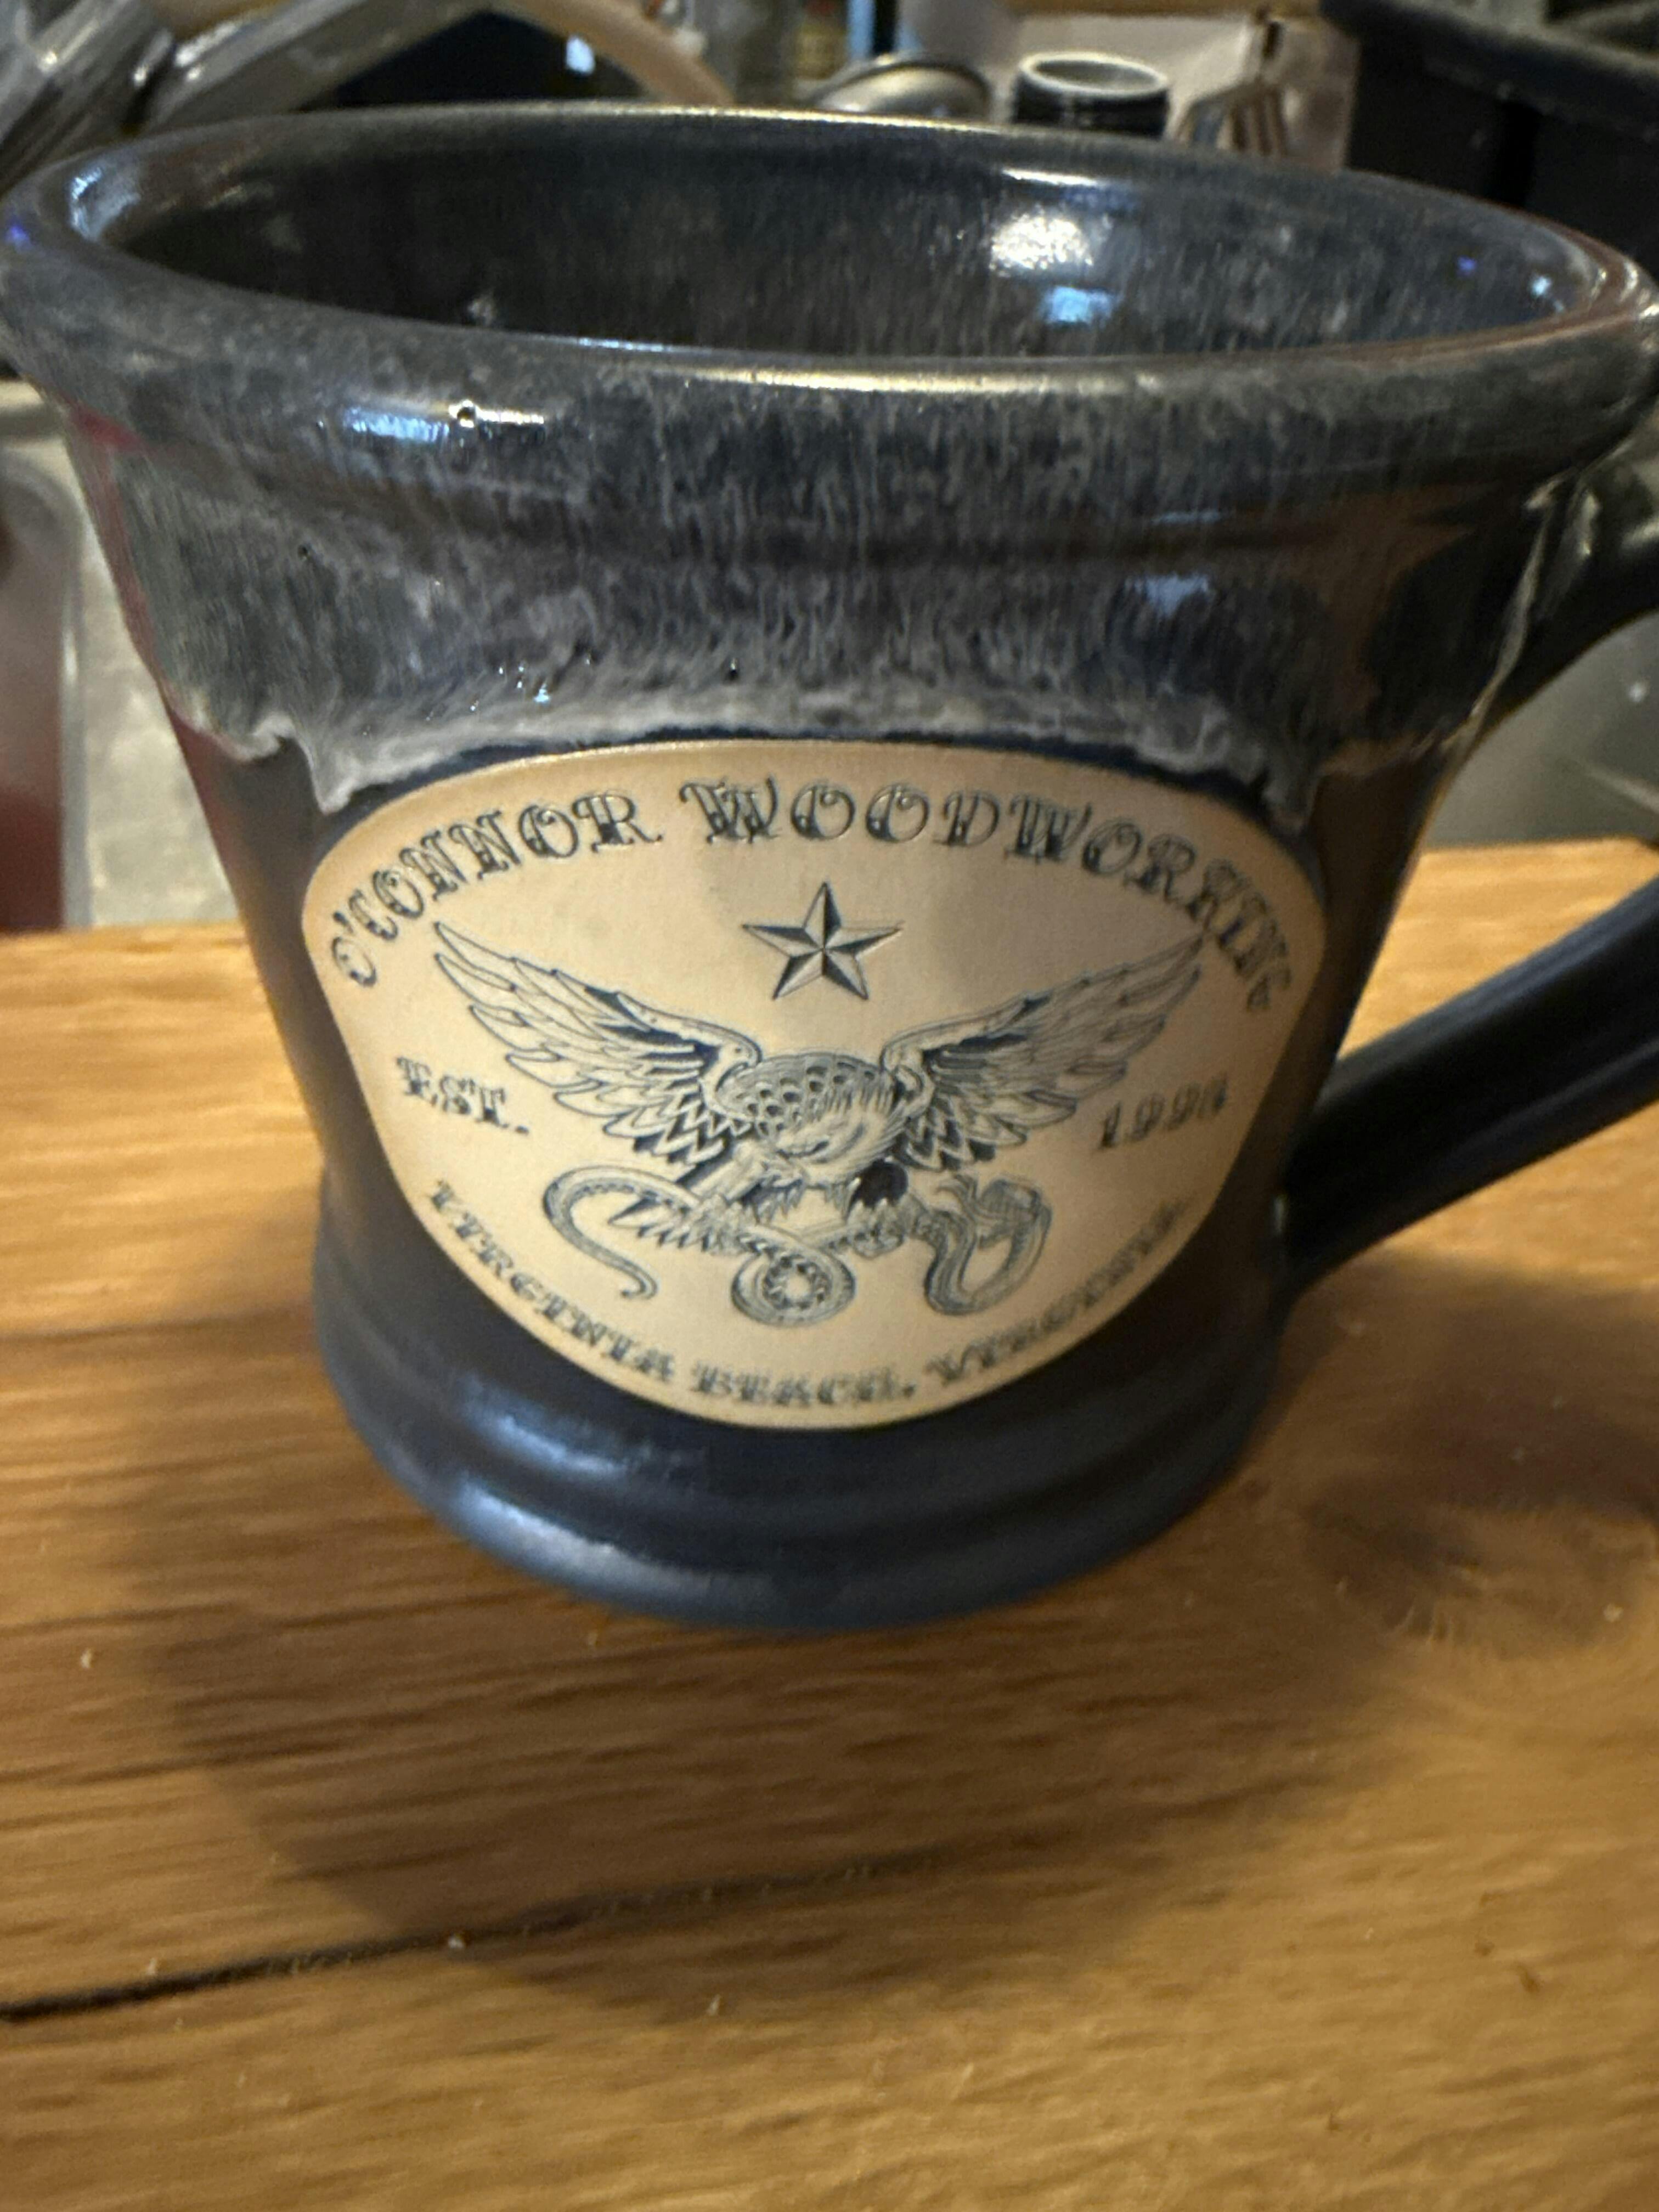 O'CONNOR WOODWORKING
EST.
VIRGINIA BEACH, VIRGINIA